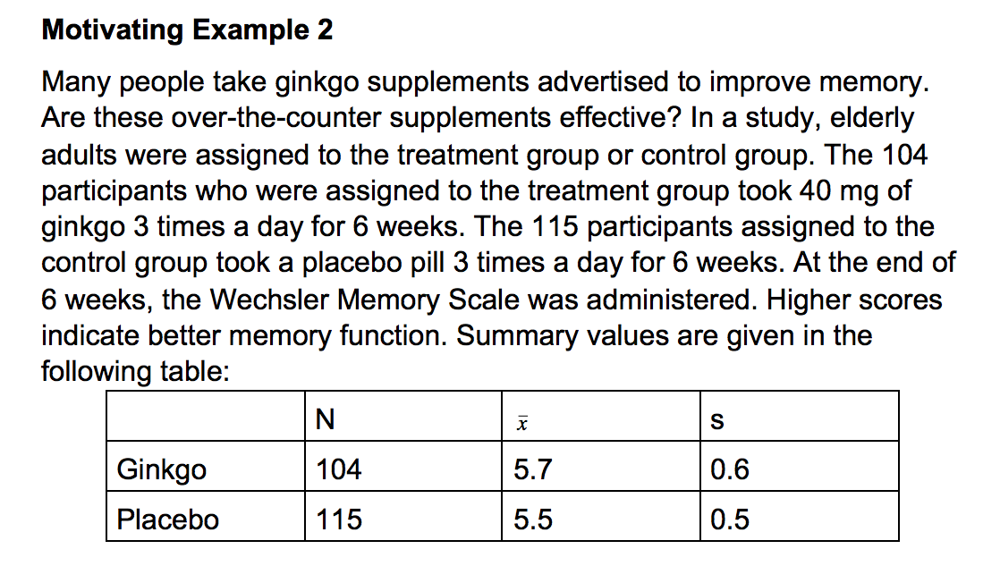 Motivating Example 2
Many people take ginkgo supplements advertised to improve memory.
Are these over-the-counter supplements effective? In a study, elderly
adults were assigned to the treatment group or control group. The 104
participants who were assigned to the treatment group took 40 mg of
ginkgo 3 times a day for 6 weeks. The 115 participants assigned to the
control group took a placebo pill 3 times a day for 6 weeks. At the end of
6 weeks, the Wechsler Memory Scale was administered. Higher scores
indicate better memory function. Summary values are given in the
following table:
N x̄ s
Ginkgo 104 5.7 0.6
Placebo 115 5.5 0.5